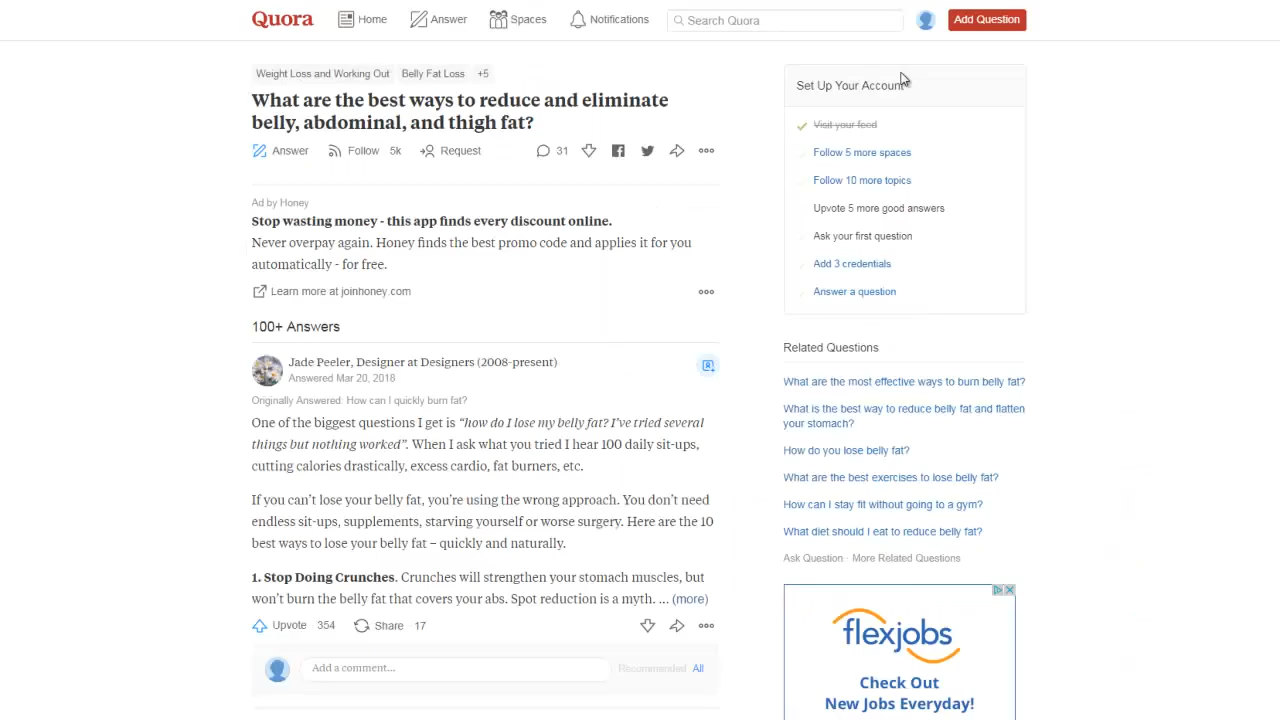 Quora Home Answer Spaces Notifications Search Quora Add Question
Weight Loss and Working Out Belly Fat Loss +5
What are the best ways to reduce and eliminate
belly, abdominal, and thigh fat?
Answer Follow 5k Request 31
Ad by Honey
Stop wasting money - this app finds every discount online.
Never overpay again. Honey finds the best promo code and applies it for you
automatically - for free.
Learn more at joinhoney.com
100+ Answers
Jade Peeler, Designer at Designers (2008-present)
Answered Mar 20, 2018
Originally Answered: How can I quickly burn fat?
One of the biggest questions I get is “how do I lose my belly fat? I’ve tried several
things but nothing worked”. When I ask what you tried I hear 100 daily sit-ups,
cutting calories drastically, excess cardio, fat burners, etc.
If you can’t lose your belly fat, you’re using the wrong approach. You don’t need
endless sit-ups, supplements, starving yourself or worse surgery. Here are the 10
best ways to lose your belly fat – quickly and naturally.
1. Stop Doing Crunches. Crunches will strengthen your stomach muscles, but
won’t burn the belly fat that covers your abs. Spot reduction is a myth. ... (more)
Upvote 354 Share 17
Add a comment... Recommended All
Set Up Your Account
Visit your feed
Follow 5 more spaces
Follow 10 more topics
Upvote 5 more good answers
Ask your first question
Add 3 credentials
Answer a question
Related Questions
What are the most effective ways to burn belly fat?
What is the best way to reduce belly fat and flatten
your stomach?
How do you lose belly fat?
What are the best exercises to lose belly fat?
How can I stay fit without going to a gym?
What diet should I eat to reduce belly fat?
Ask Question · More Related Questions
flexjobs
Check Out
New Jobs Everyday!